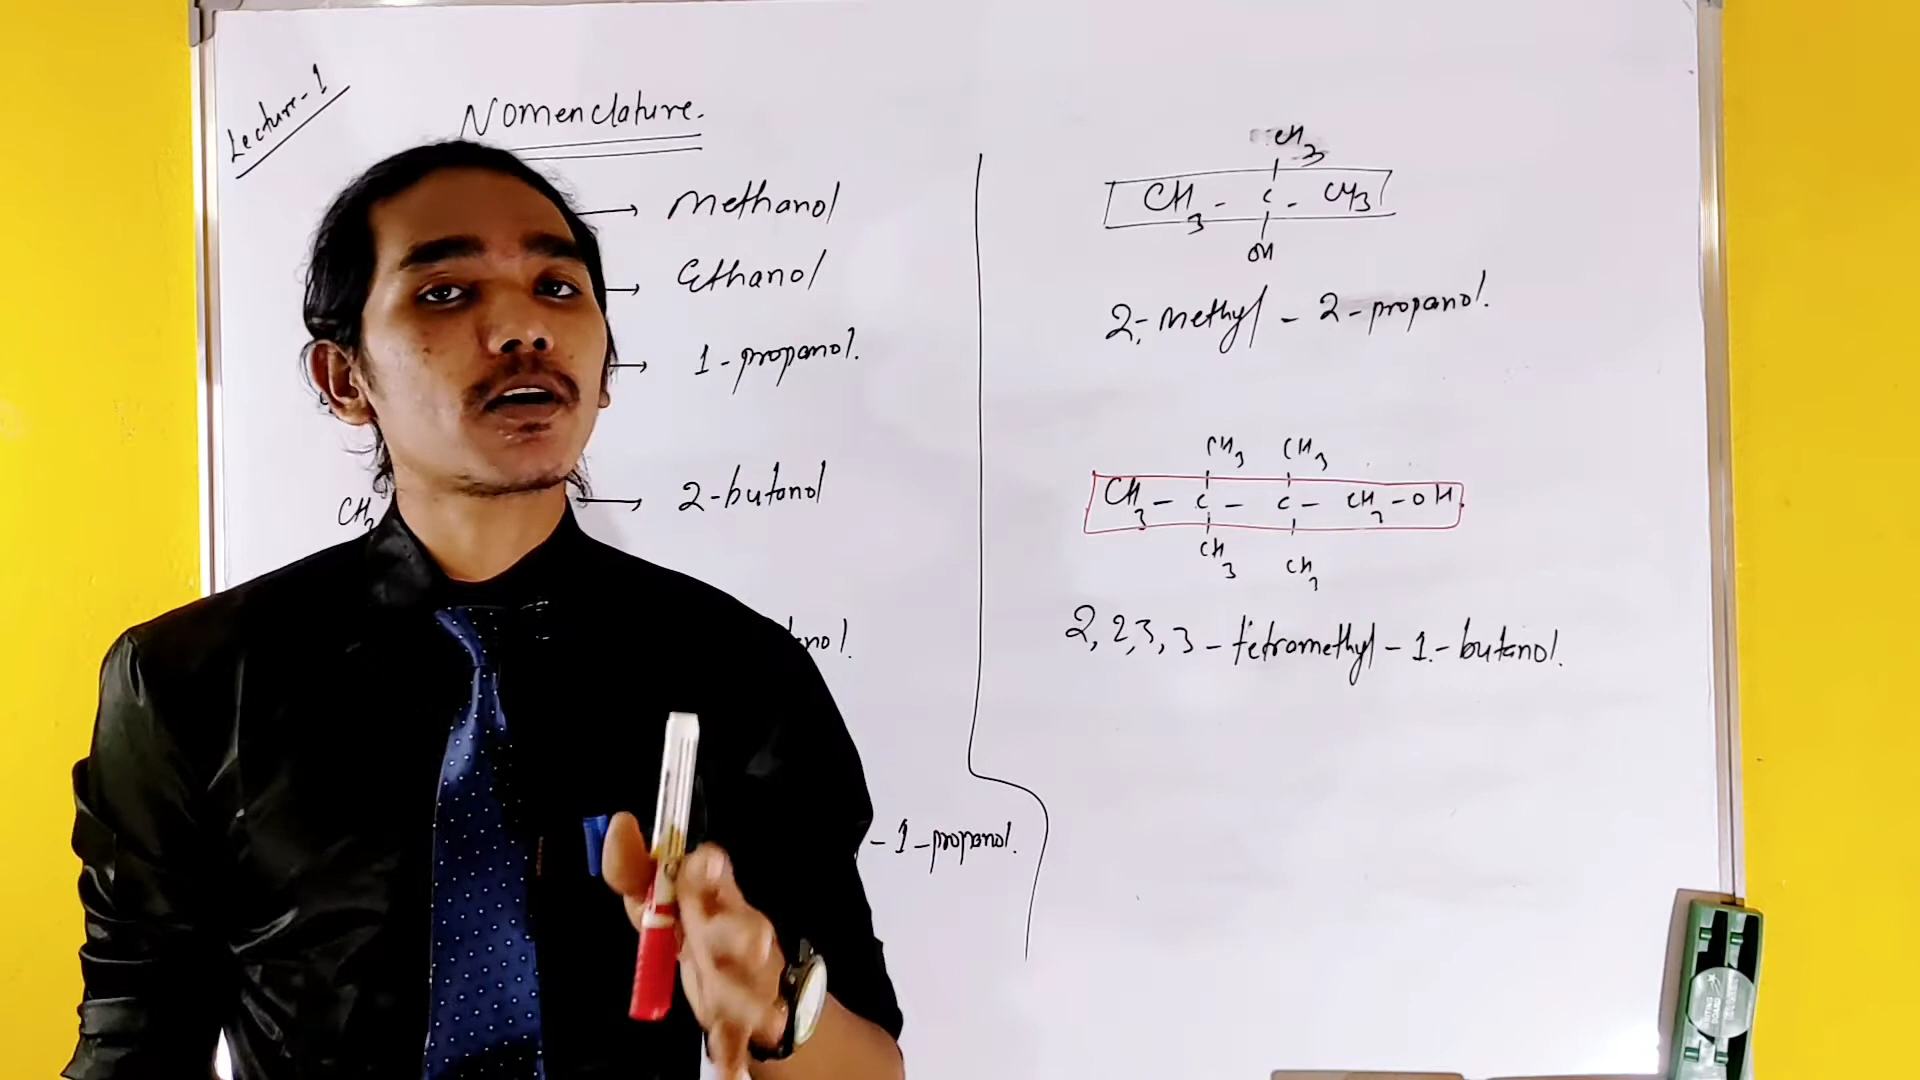 Lecture-1
Nomenclature.
Methanol
Ethanol
1-propanol.
CH
2-butanol
- 1-propanol.
CH3
CH3 - C - CH3
OH
2-methyl - 2-propanol.
CH3 CH3
CH3 - C - C - CH2 - OH
CH3 CH3
2, 2, 3, 3 - tetramethyl - 1 - butanol.